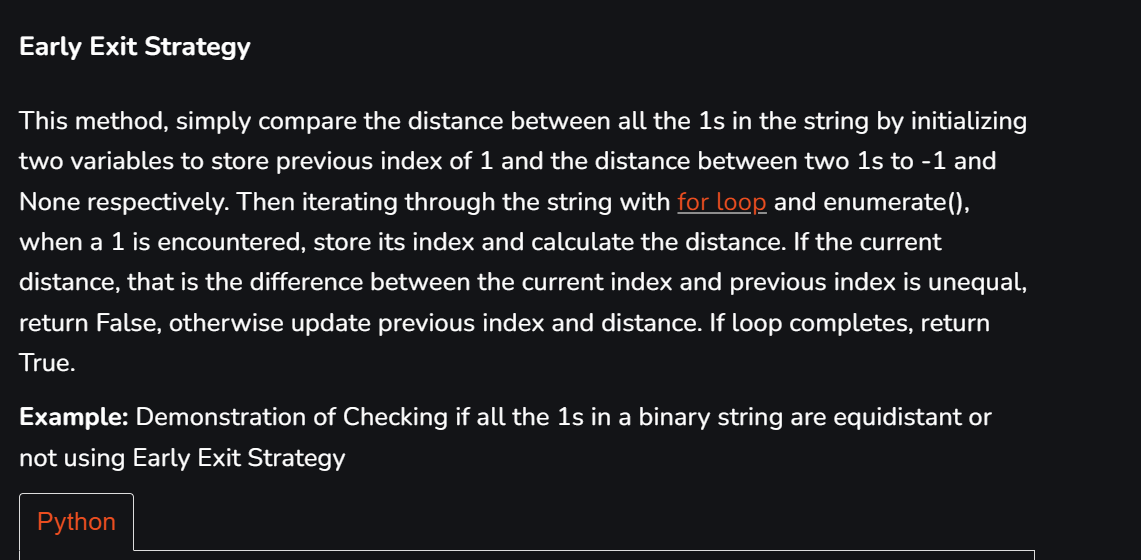 Early Exit Strategy
This method, simply compare the distance between all the 1s in the string by initializing
two variables to store previous index of 1 and the distance between two 1s to -1 and
None respectively. Then iterating through the string with for loop and enumerate(),
when a 1 is encountered, store its index and calculate the distance. If the current
distance, that is the difference between the current index and previous index is unequal,
return False, otherwise update previous index and distance. If loop completes, return
True.
Example: Demonstration of Checking if all the 1s in a binary string are equidistant or
not using Early Exit Strategy
Python